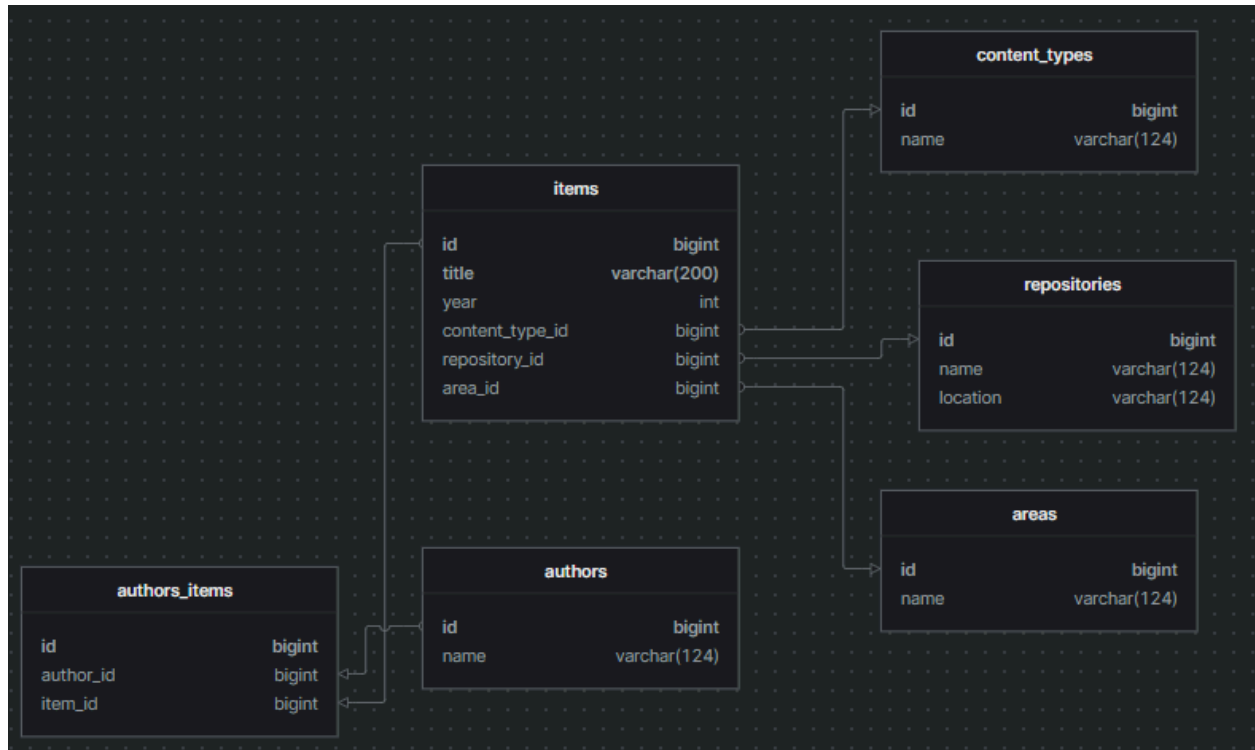 content_types
id bigint
name varchar(124)
items
id bigint
title varchar(200)
year int
content_type_id bigint
repository_id bigint
area_id bigint
repositories
id bigint
name varchar(124)
location varchar(124)
areas
id bigint
name varchar(124)
authors
id bigint
name varchar(124)
authors_items
id bigint
author_id bigint
item_id bigint